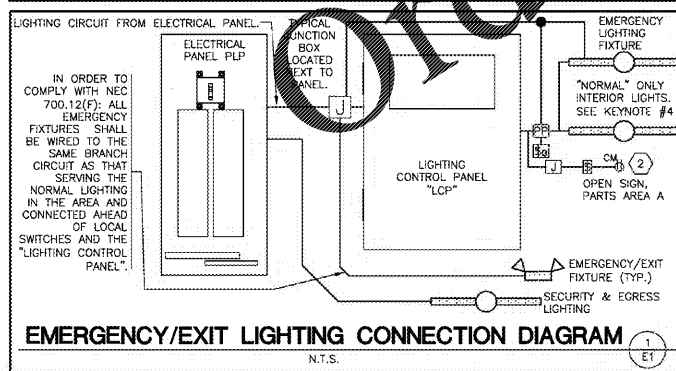 LIGHTING CIRCUIT FROM ELECTRICAL PANEL.
ELECTRICAL
PANEL PLP
TYPICAL
JUNCTION
BOX
LOCATED
NEXT TO
PANEL.
IN ORDER TO
COMPLY WITH NEC
700.12(F): ALL
EMERGENCY
FIXTURES SHALL
BE WIRED TO THE
SAME BRANCH
CIRCUIT AS THAT
SERVING THE
NORMAL LIGHTING
IN THE AREA AND
CONNECTED AHEAD
OF LOCAL
SWITCHES AND THE
"LIGHTING CONTROL
PANEL".
J
LIGHTING
CONTROL PANEL
"LCP"
EMERGENCY
LIGHTING
FIXTURE
"NORMAL" ONLY
INTERIOR LIGHTS.
SEE KEYNOTE #4
J
S
CM
2
OPEN SIGN,
PARTS AREA A
EMERGENCY/EXIT
FIXTURE (TYP.)
SECURITY & EGRESS
LIGHTING
EMERGENCY/EXIT LIGHTING CONNECTION DIAGRAM
N.T.S.
1
E1